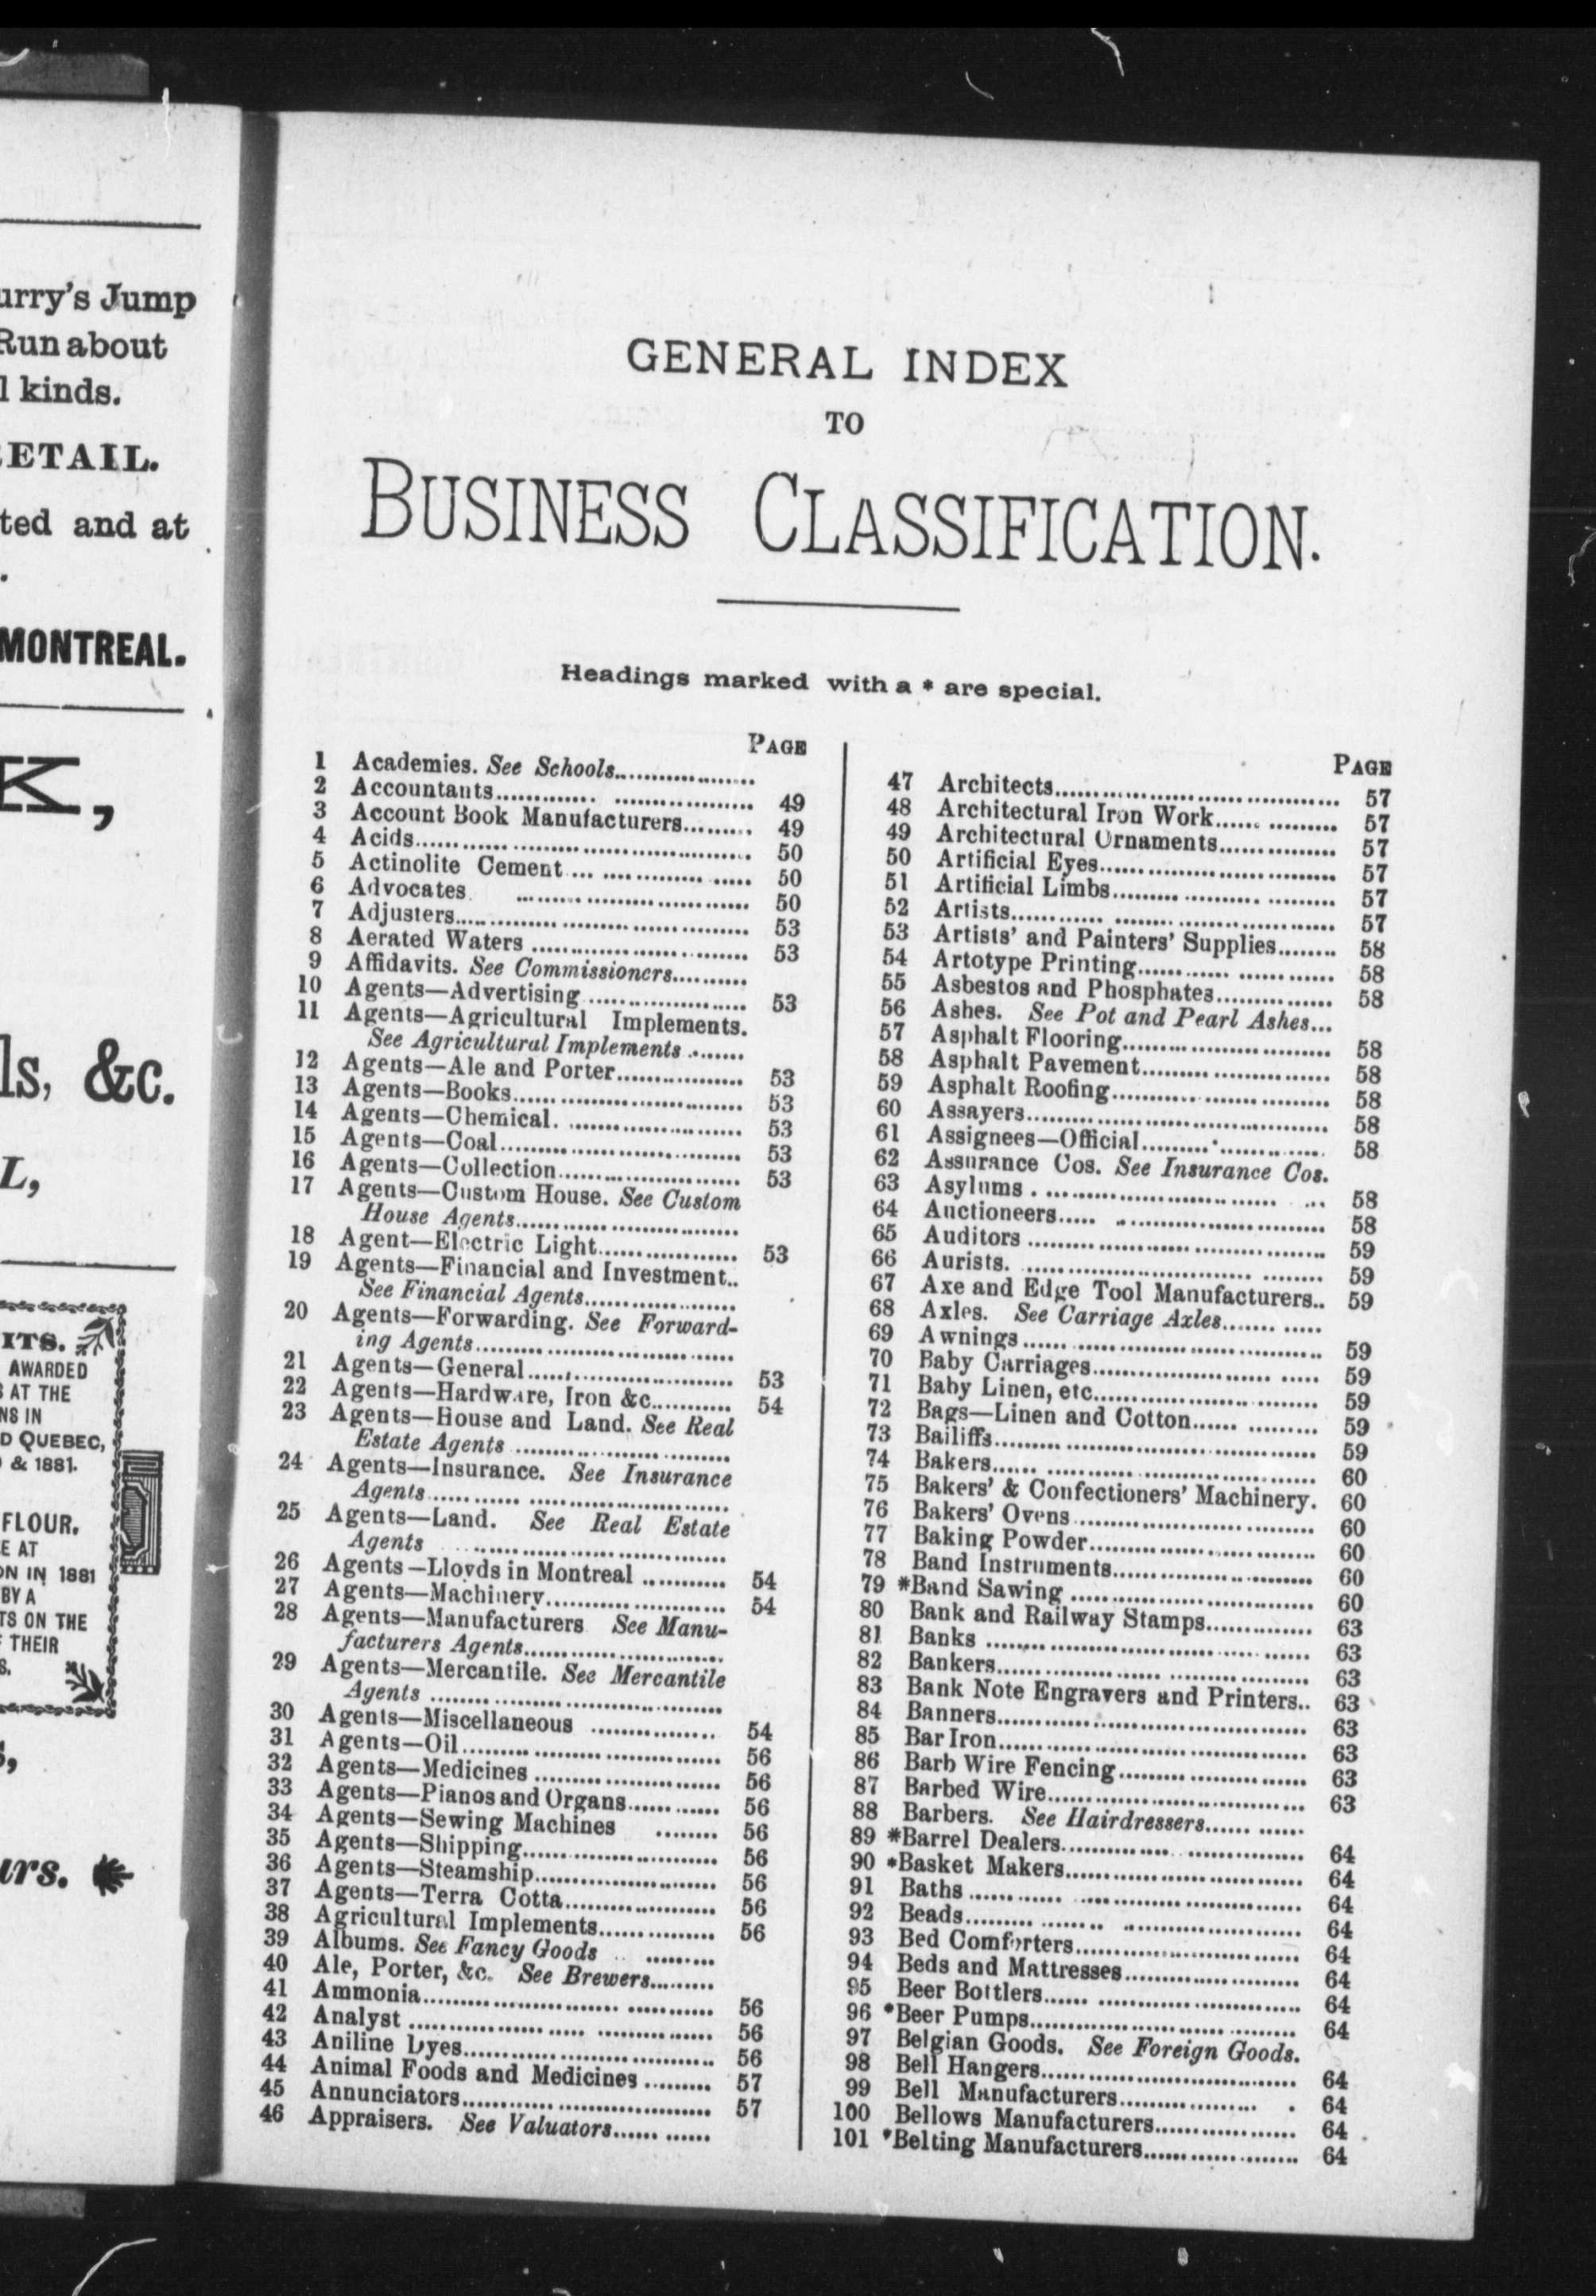 urry's Jump
Run about
l kinds.
ETAIL.
ted and at
.
MONTREAL.
K,
ls, &c.
L,
ITS.
AWARDED
S AT THE
NS IN
D QUEBEC,
& 1881.
FLOUR.
E AT
ON IN 1881
BY A
TS ON THE
THEIR
S.
s,
urs.
GENERAL INDEX
TO
BUSINESS CLASSIFICATION.
Headings marked with a * are special.
PAGE
1 Academies. See Schools....................
2 Accountants............. .................. 49
3 Account Book Manufacturers.......... 49
4 Acids............................................. 50
5 Actinolite Cement ... ................ ..... 50
6 Advocates. .............................. 50
7 Adjusters....................................... 53
8 Aerated Waters ............................. 53
9 Affidavits. See Commissioners...........
10 Agents—Advertising ...................... 53
11 Agents—Agricultural Implements.
See Agricultural Implements ........
12 Agents—Ale and Porter.................. 53
13 Agents—Books.............................. 53
14 Agents—Chemical. ....................... 53
15 Agents—Coal ................................ 53
16 Agents—Collection........................ 53
17 Agents—Custom House. See Custom
House Agents..............................
18 Agent—Electric Light................... 53
19 Agents—Financial and Investment..
See Financial Agents.....................
20 Agents—Forwarding. See Forward-
ing Agents..................................
21 Agents—General............................ 53
22 Agents—Hardware, Iron &c........... 54
23 Agents—House and Land. See Real
Estate Agents .............................
24 Agents—Insurance. See Insurance
Agents........................................
25 Agents—Land. See Real Estate
Agents ......................................
26 Agents—Lloyds in Montreal ........... 54
27 Agents—Machinery........................ 54
28 Agents—Manufacturers See Manu-
facturers Agents...........................
29 Agents—Mercantile. See Mercantile
Agents .......................................
30 Agents—Miscellaneous ................. 54
31 Agents—Oil................................... 56
32 Agents—Medicines ......................... 56
33 Agents—Pianos and Organs............ 56
34 Agents—Sewing Machines ........ 56
35 Agents—Shipping.......................... 56
36 Agents—Steamship........................ 56
37 Agents—Terra Cotta.................... 56
38 Agricultural Implements................ 56
39 Albums. See Fancy Goods .. .........
40 Ale, Porter, &c. See Brewers.........
41 Ammonia....................... ........... 56
42 Analyst ..................... ............... 56
43 Aniline Dyes.................................. 56
44 Animal Foods and Medicines ......... 57
45 Annunciators................................. 57
46 Appraisers. See Valuators...... ......
PAGE
47 Architects...................................... 57
48 Architectural Iron Work...... ......... 57
49 Architectural Ornaments............... 57
50 Artificial Eyes............................... 57
51 Artificial Limbs......... .......... ......... 57
52 Artists............ ........ .................... 57
53 Artists' and Painters' Supplies........ 58
54 Artotype Printing............ ............ 58
55 Asbestos and Phosphates................ 58
56 Ashes. See Pot and Pearl Ashes...
57 Asphalt Flooring............................ 58
58 Asphalt Pavement......................... 58
59 Asphalt Roofing............................. 58
60 Assayers........................................ 58
61 Assignees—Official......................... 58
62 Assurance Cos. See Insurance Cos.
63 Asylums . ............................... ... 58
64 Auctioneers..... ............................ 58
65 Auditors ........................................ 59
66 Aurists. .............................. ........ 59
67 Axe and Edge Tool Manufacturers.. 59
68 Axles. See Carriage Axles....... .....
69 Awnings ........................................ 59
70 Baby Carriages........................ ..... 59
71 Baby Linen, etc............................. 59
72 Bags—Linen and Cotton...... ......... 59
73 Bailiffs........................................... 59
74 Bakers...... .................................... 60
75 Bakers' & Confectioners' Machinery. 60
76 Bakers' Ovens................................ 60
77 Baking Powder.............................. 60
78 Band Instruments........................... 60
79 *Band Sawing ................................. 60
80 Bank and Railway Stamps.............. 63
81 Banks ............................................ 63
82 Bankers.......................................... 63
83 Bank Note Engravers and Printers.. 63
84 Banners.......................................... 63
85 Bar Iron......................................... 63
86 Barb Wire Fencing......................... 63
87 Barbed Wire................................... 63
88 Barbers. See Hairdressers...... ......
89 *Barrel Dealers................................ 64
90 *Basket Makers............................... 64
91 Baths ............ .............................. 64
92 Beads......... ........ ........................ 64
93 Bed Comforters.............................. 64
94 Beds and Mattresses....................... 64
95 Beer Bottlers...... .......................... 64
96 *Beer Pumps................................... 64
97 Belgian Goods. See Foreign Goods.
98 Bell Hangers.................................. 64
99 Bell Manufacturers................... . 64
100 Bellows Manufacturers................... 64
101 *Belting Manufacturers..................... 64